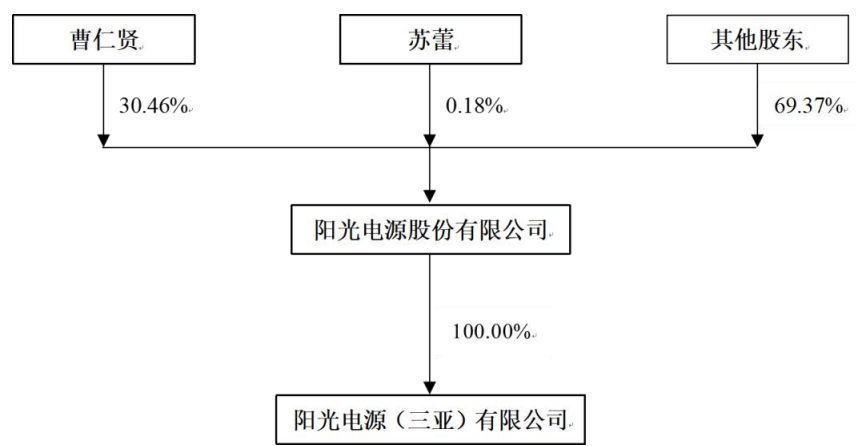 曹仁贤
苏蕾
其他股东
30.46%
0.18%
69.37%
阳光电源股份有限公司
100.00%
阳光电源（三亚）有限公司